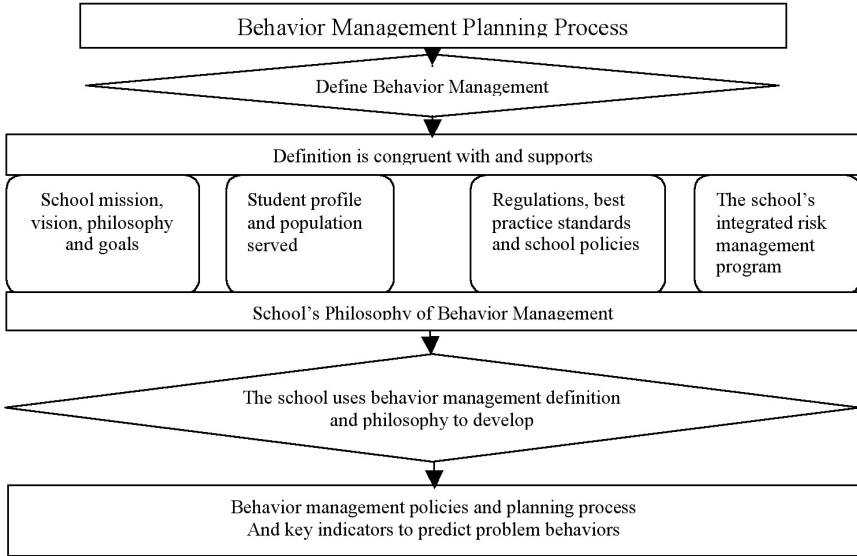 Behavior Management Planning Process
Define Behavior Management
Definition is congruent with and supports
School mission,
vision, philosophy
and goals
Student profile
and population
served
Regulations, best
practice standards
and school policies
The school's
integrated risk
management
program
School's Philosophy of Behavior Management
The school uses behavior management definition
and philosophy to develop
Behavior management policies and planning process
And key indicators to predict problem behaviors